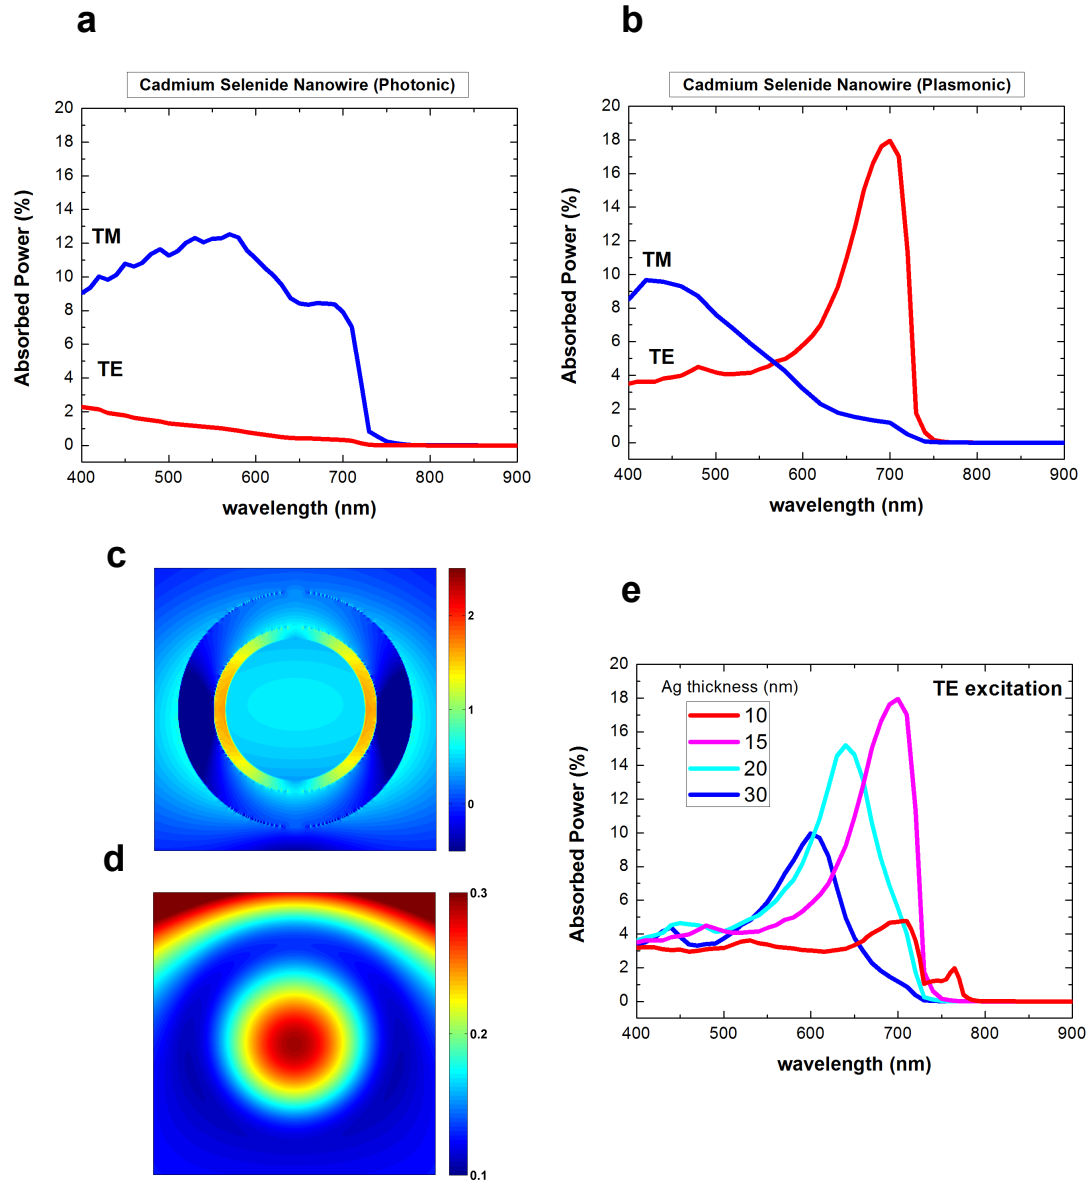 a
Cadmium Selenide Nanowire (Photonic)
20
18
16
14
12
10
8
6
4
2
0
Absorbed Power (%)
TM
TE
400 500 600 700 800 900
wavelength (nm)
b
Cadmium Selenide Nanowire (Plasmonic)
20
18
16
14
12
10
8
6
4
2
0
Absorbed Power (%)
TM
TE
400 500 600 700 800 900
wavelength (nm)
c
2
1
0
d
0.3
0.2
0.1
e
20
18
16
14
12
10
8
6
4
2
0
Absorbed Power (%)
Ag thickness (nm)
10
15
20
30
TE excitation
400 500 600 700 800 900
wavelength (nm)